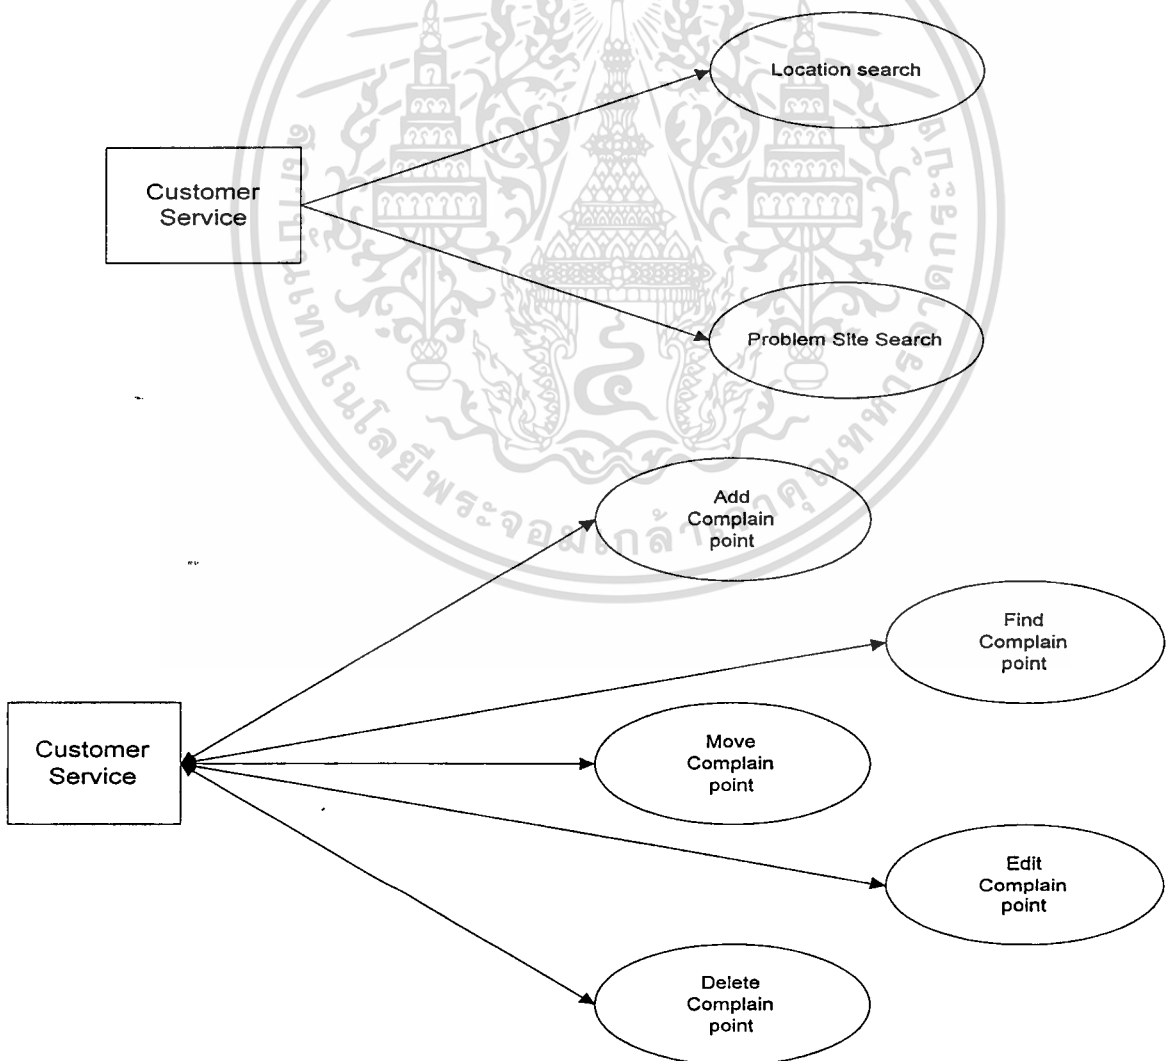 Location search
Customer
Service
Problem Site Search
Add
Complain
point
Find
Complain
point
Customer
Service
Move
Complain
point
Edit
Complain
point
Delete
Complain
point